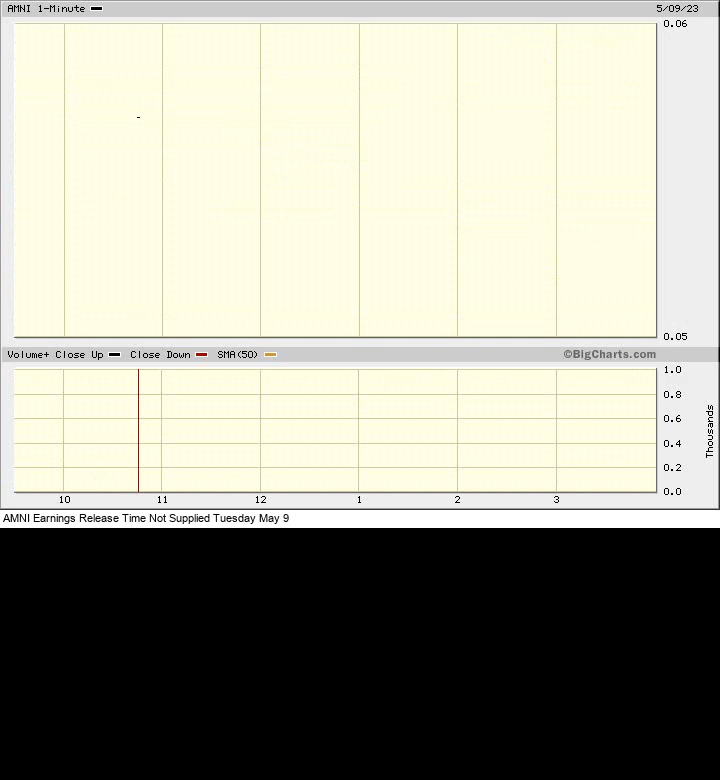 AMNI 1-Minute 5/09/23
0.06
0.05
Volume+ Close Up Close Down SMA(50) ©BigCharts.com
1.0
0.8
0.6
0.4
0.2
0.0
Thousands
10 11 12 1 2 3
AMNI Earnings Release Time Not Supplied Tuesday May 9